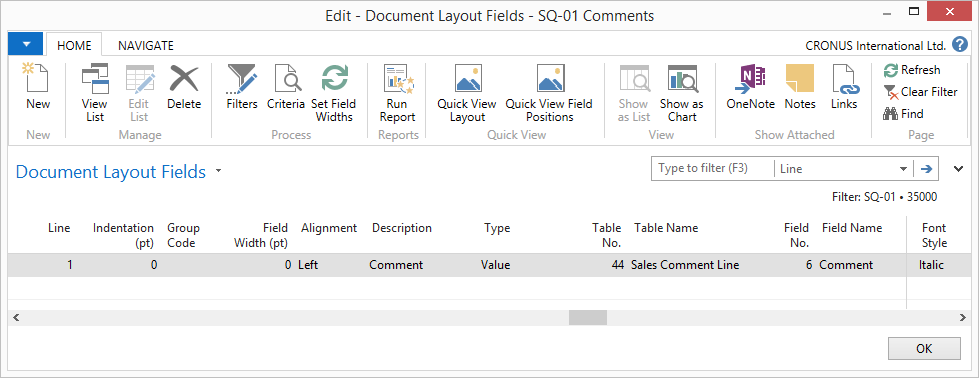 Edit - Document Layout Fields - SQ-01 Comments
HOME NAVIGATE CRONUS International Ltd.
New
View List
Edit List
Delete
Filters
Criteria
Set Field Widths
Run Report
Quick View Layout
Quick View Field Positions
Show as List
Show as Chart
OneNote
Notes
Links
Refresh
Clear Filter
Find
New Manage Process Reports Quick View View Show Attached Page
Document Layout Fields
Type to filter (F3) Line
Filter: SQ-01 • 35000
Line Indentation (pt) Group Code Field Width (pt) Alignment Description Type Table No. Table Name Field No. Field Name Font Style
1 0 0 Left Comment Value 44 Sales Comment Line 6 Comment Italic
OK